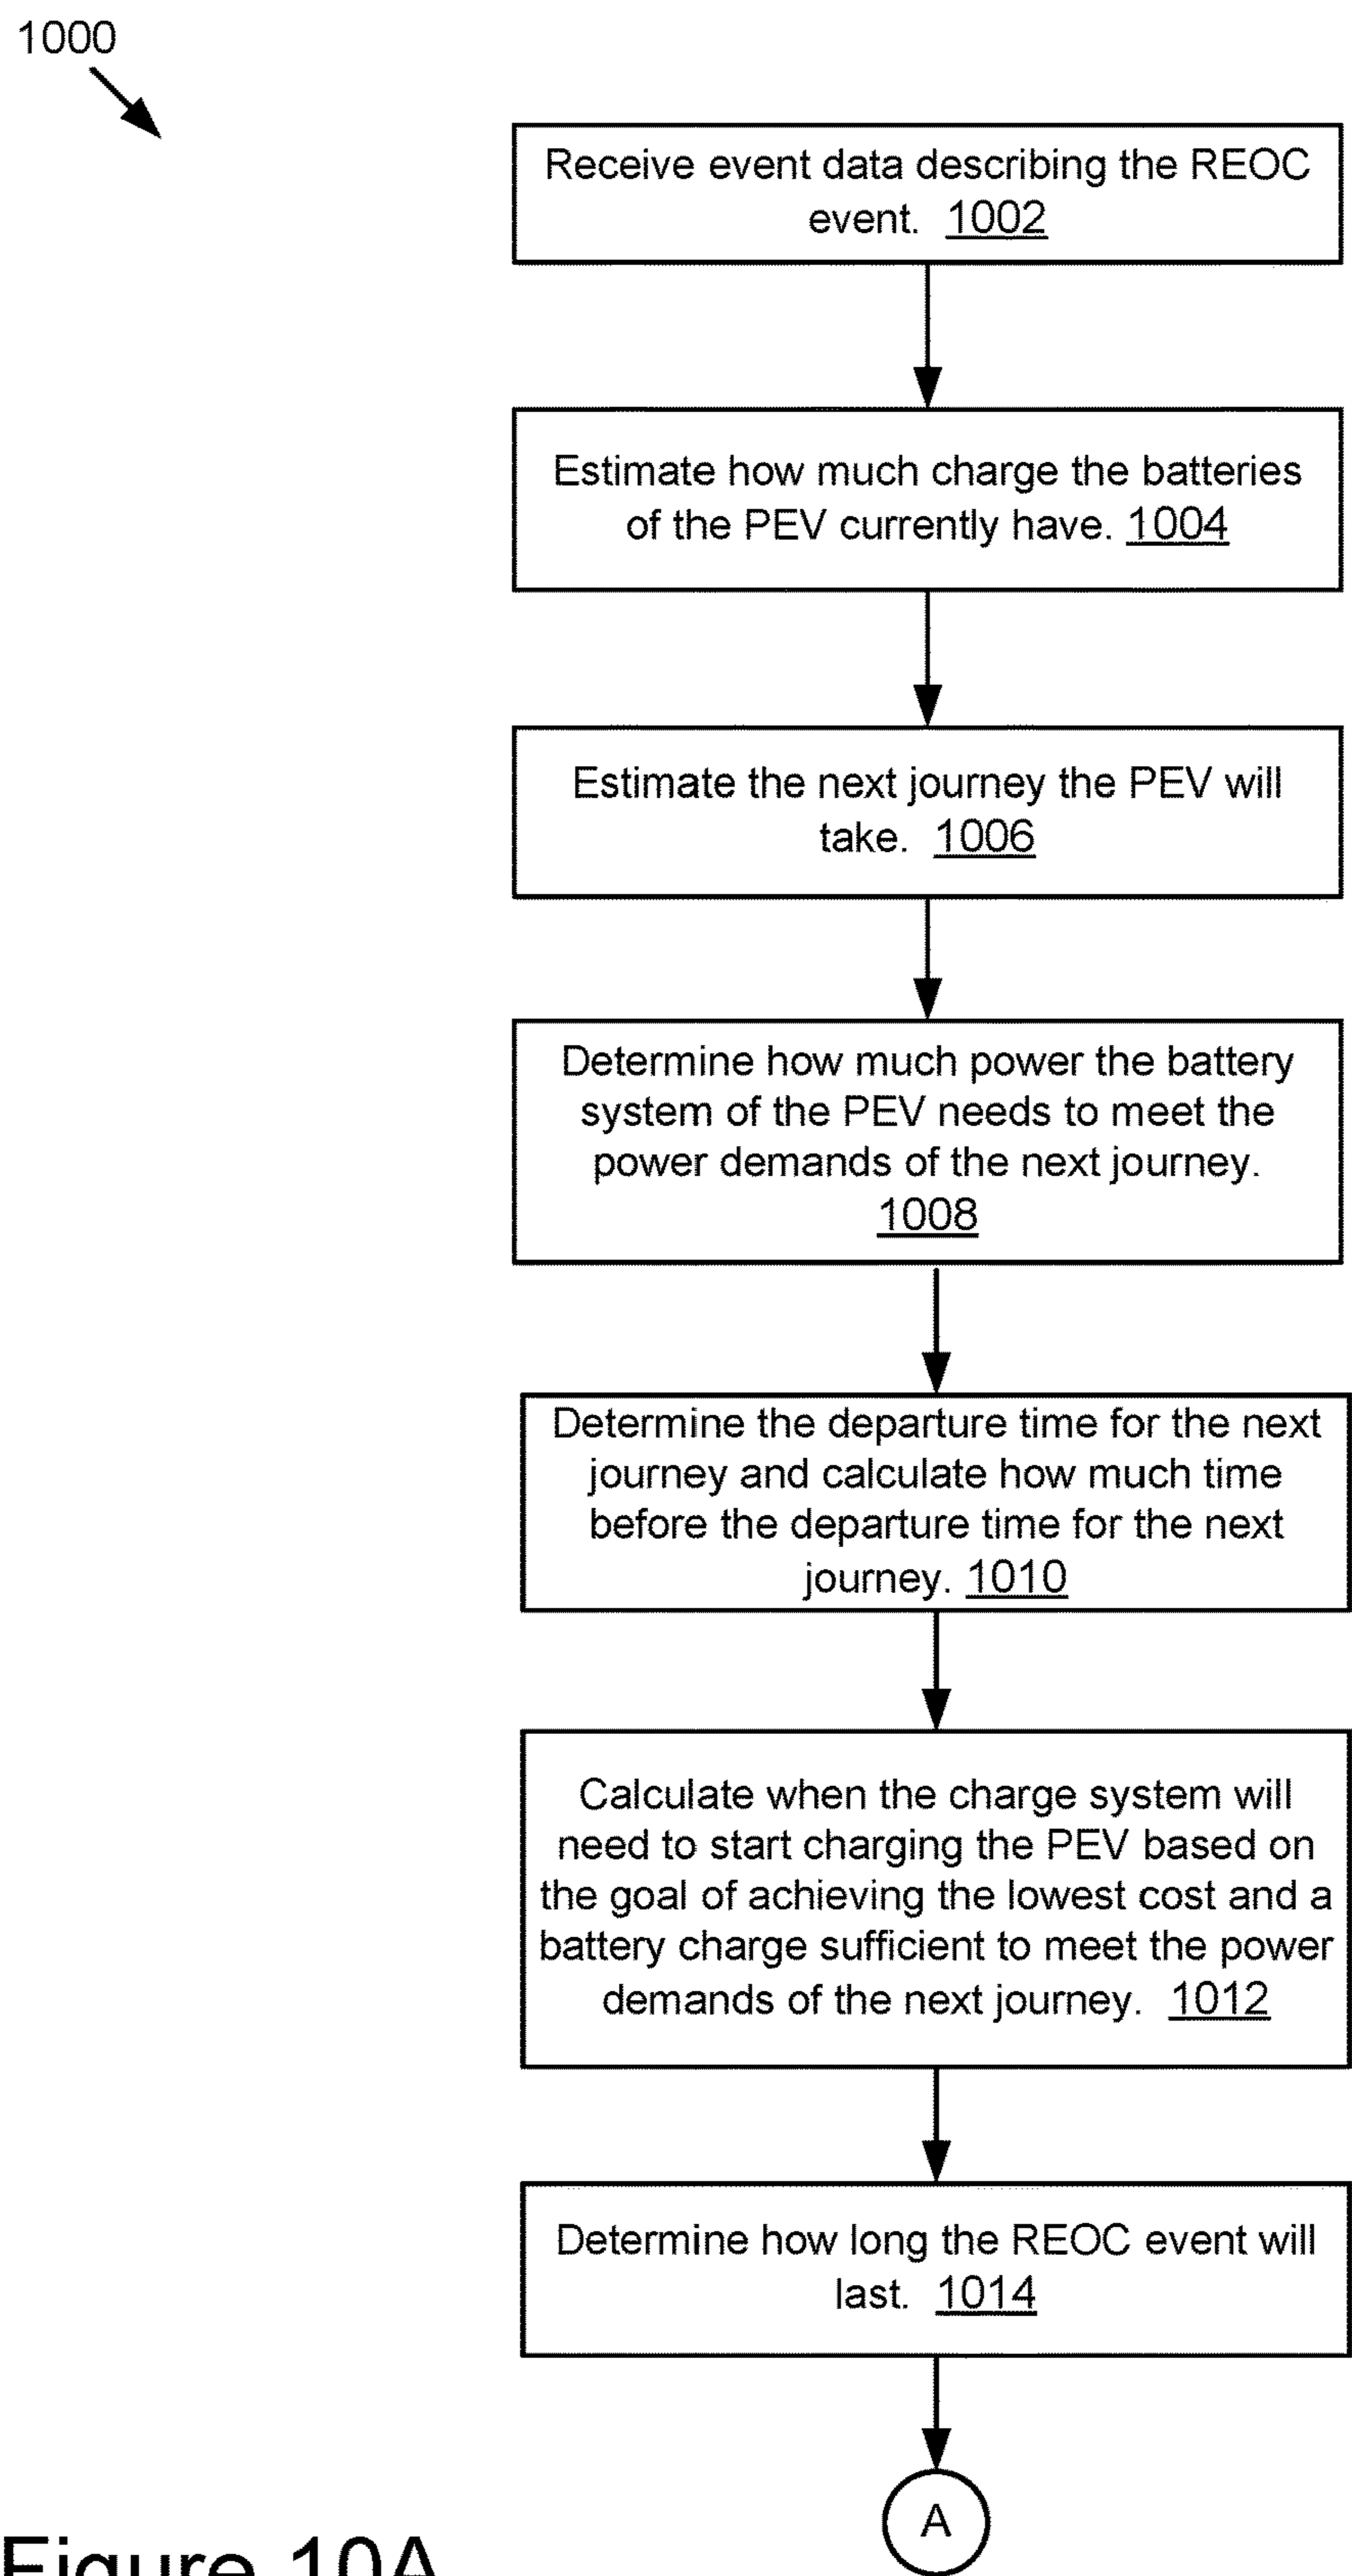 1000
Receive event data describing the REOC
event. 1002
Estimate how much charge the batteries
of the PEV currently have. 1004
Estimate the next journey the PEV will
take. 1006
Determine how much power the battery
system of the PEV needs to meet the
power demands of the next journey.
1008
Determine the departure time for the next
journey and calculate how much time
before the departure time for the next
journey. 1010
Calculate when the charge system will
need to start charging the PEV based on
the goal of achieving the lowest cost and a
battery charge sufficient to meet the power
demands of the next journey. 1012
Determine how long the REOC event will
last. 1014
A
Figure 10A